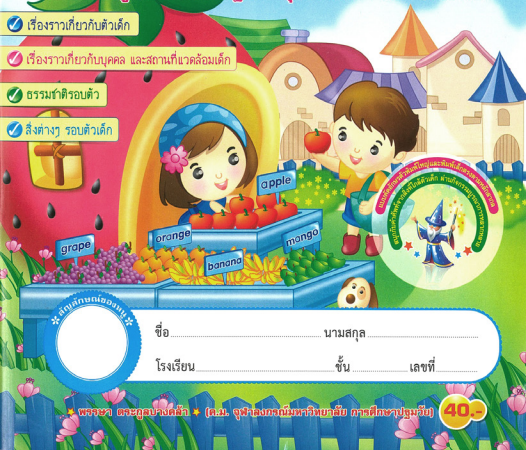 เรื่องราวเกี่ยวกับตัวเด็ก
เรื่องราวเกี่ยวกับบุคคล และสถานที่แวดล้อมเด็ก
ธรรมชาติรอบตัว
สิ่งต่างๆ รอบตัวเด็ก
apple
grape
orange
mango
banana
สัญลักษณ์ของหนู
ชื่อ นามสกุล
โรงเรียน ชั้น เลขที่
พรรษา ตระกูลบางคล้า (ค.ม. จุฬาลงกรณ์มหาวิทยาลัย การศึกษาปฐมวัย) 40.-